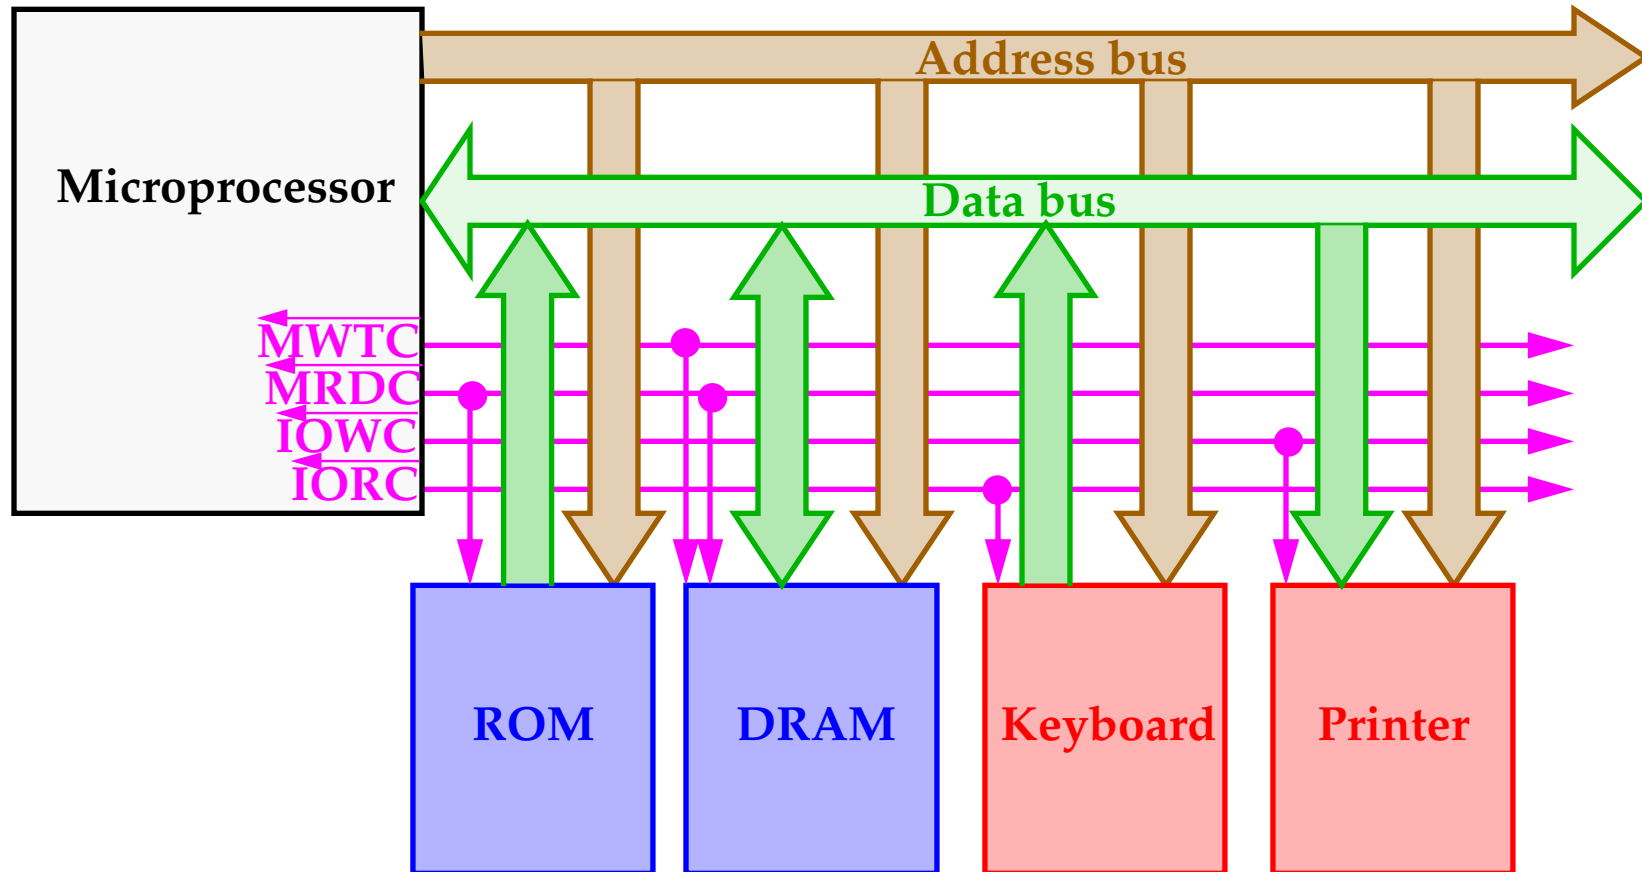 Address bus
Microprocessor
Data bus
MWTC
MRDC
IOWC
IORC
ROM
DRAM
Keyboard
Printer